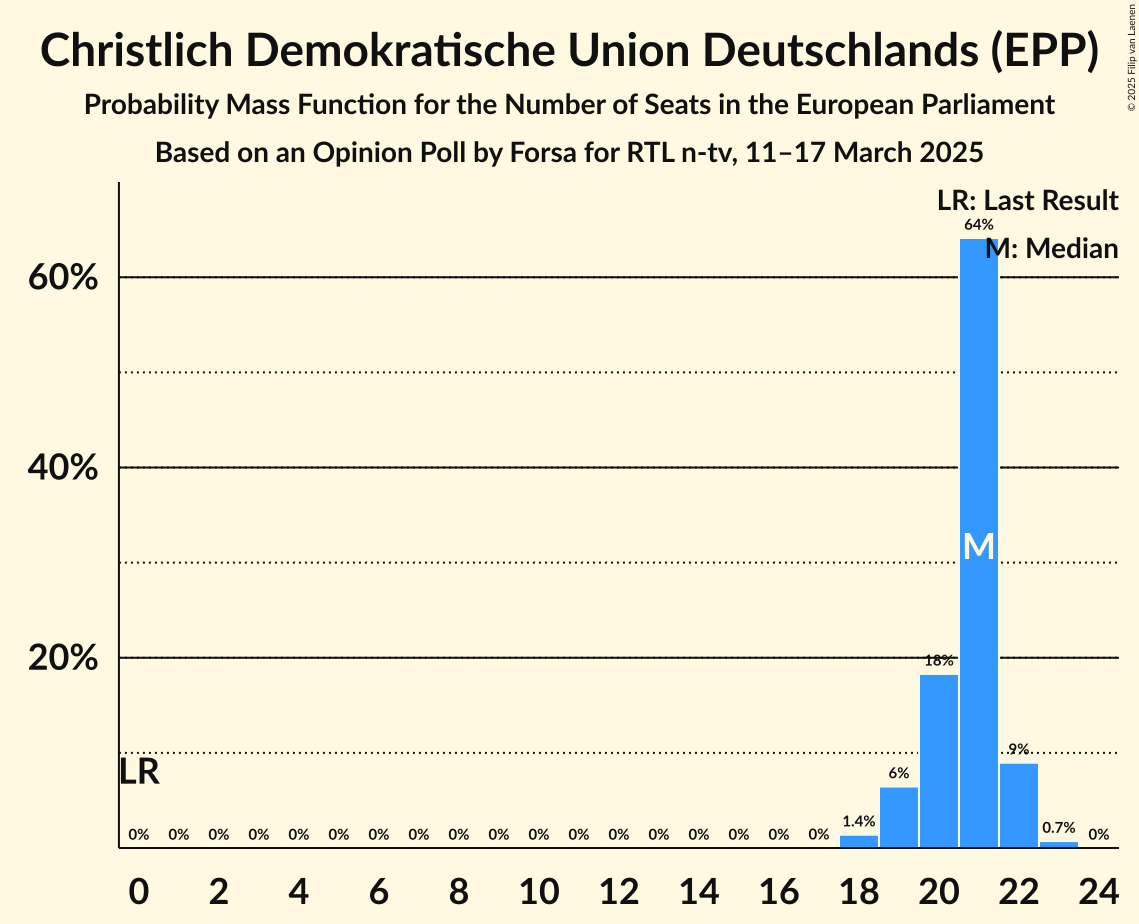 Christlich Demokratische Union Deutschlands (EPP)
Probability Mass Function for the Number of Seats in the European Parliament
Based on an Opinion Poll by Forsa for RTL n-tv, 11–17 March 2025
© 2025 Filip van Laenen
LR: Last Result
M: Median
60%
40%
20%
64%
M
18%
9%
LR
6%
1.4%
0.7%
0% 0% 0% 0% 0% 0% 0% 0% 0% 0% 0% 0% 0% 0% 0% 0% 0% 0% 0%
0 2 4 6 8 10 12 14 16 18 20 22 24